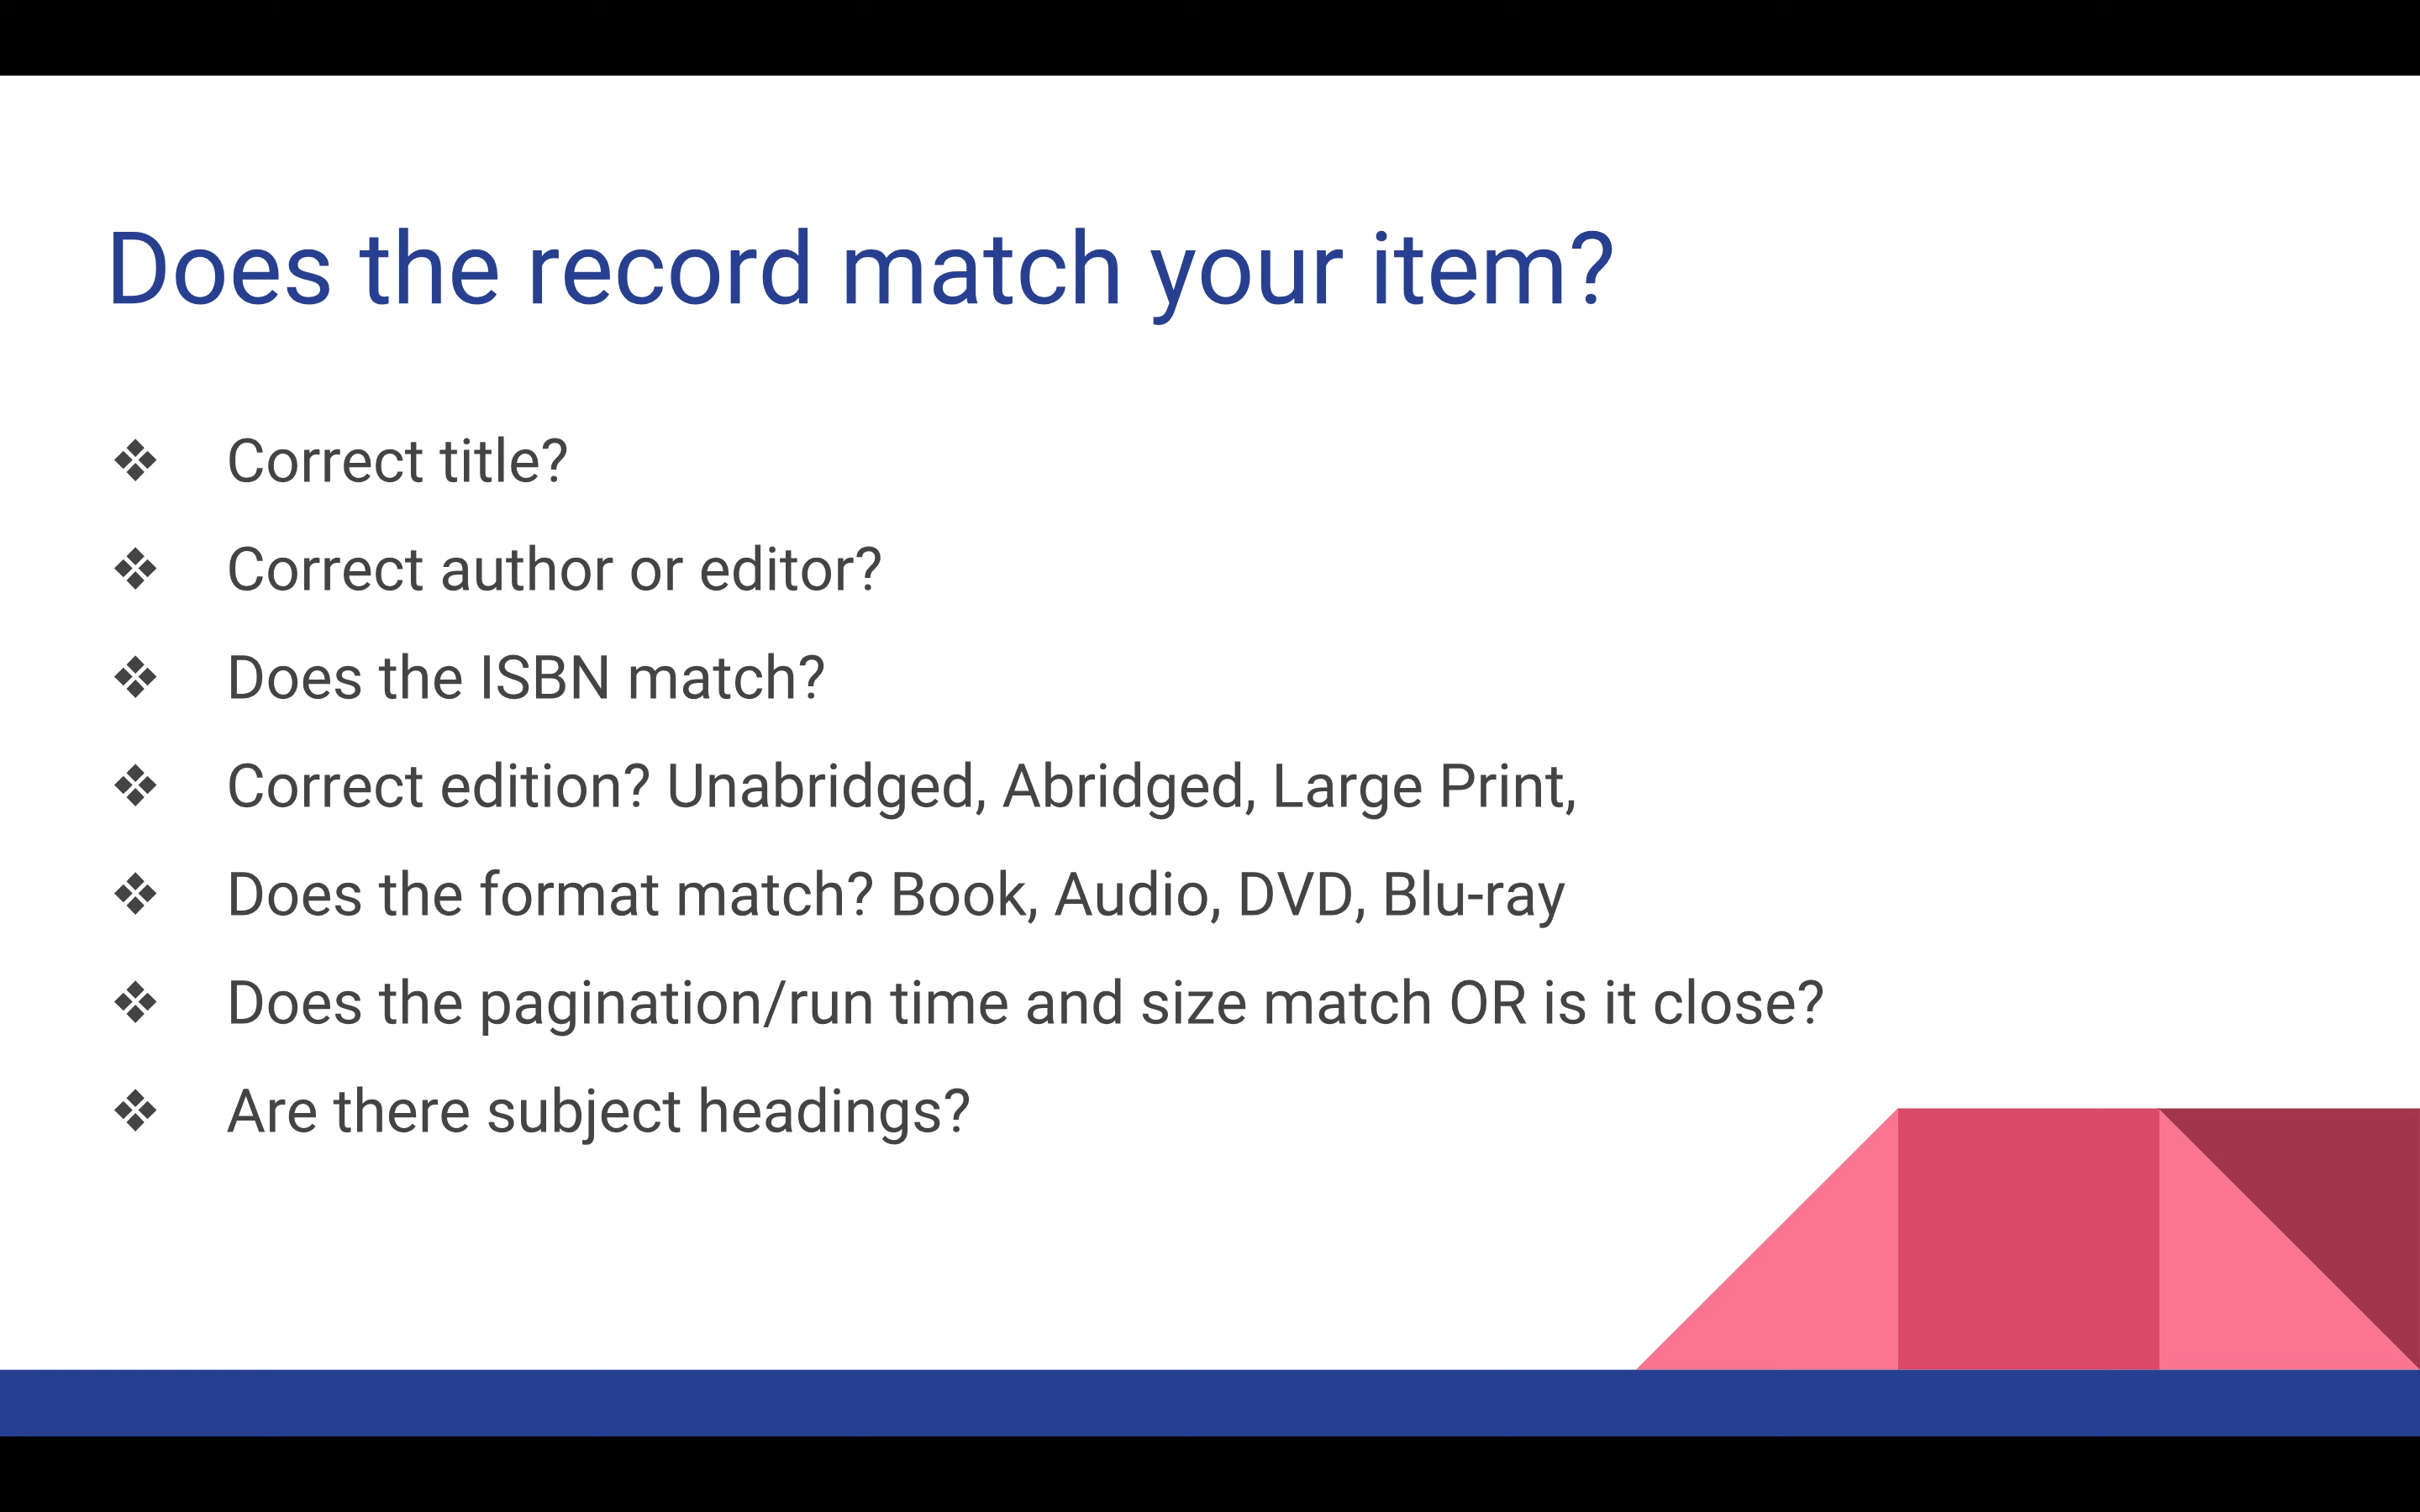 Does the record match your item?
❖ Correct title?
❖ Correct author or editor?
❖ Does the ISBN match?
❖ Correct edition? Unabridged, Abridged, Large Print,
❖ Does the format match? Book, Audio, DVD, Blu-ray
❖ Does the pagination/run time and size match OR is it close?
❖ Are there subject headings?